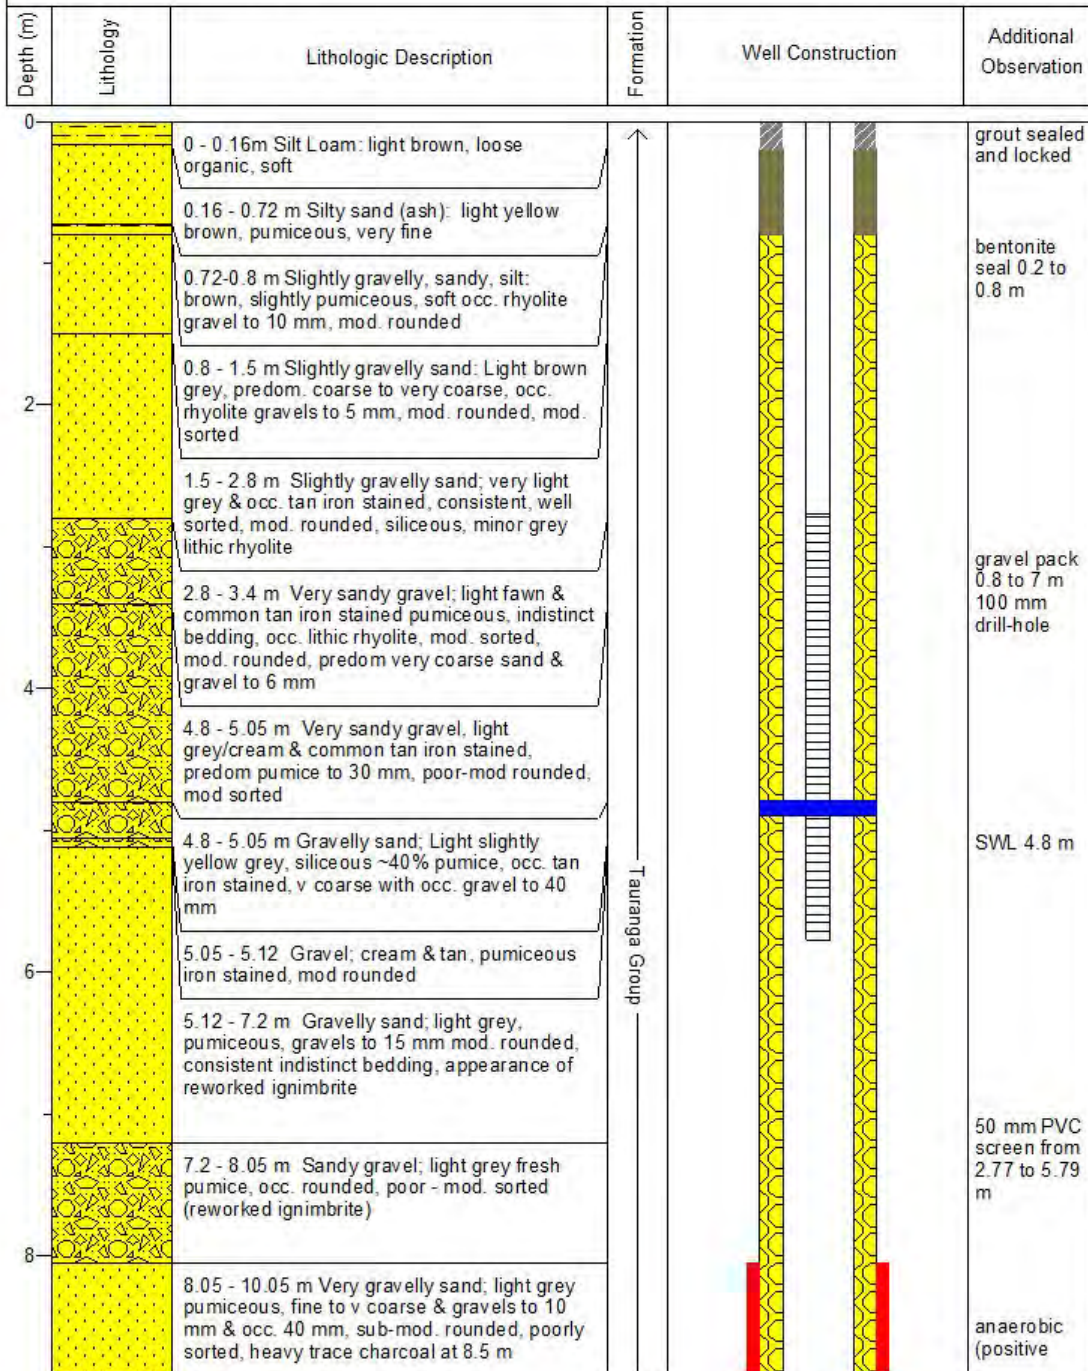 Depth (m)
Lithology
Lithologic Description
Formation
Well Construction
Additional
Observation
0
2
4
6
8
0 - 0.16m Silt Loam: light brown, loose
organic, soft
0.16 - 0.72 m Silty sand (ash): light yellow
brown, pumiceous, very fine
0.72-0.8 m Slightly gravelly, sandy, silt:
brown, slightly pumiceous, soft occ. rhyolite
gravel to 10 mm, mod. rounded
0.8 - 1.5 m Slightly gravelly sand: Light brown
grey, predom. coarse to very coarse, occ.
rhyolite gravels to 5 mm, mod. rounded, mod.
sorted
1.5 - 2.8 m Slightly gravelly sand; very light
grey & occ. tan iron stained, consistent, well
sorted, mod. rounded, siliceous, minor grey
lithic rhyolite
2.8 - 3.4 m Very sandy gravel; light fawn &
common tan iron stained pumiceous, indistinct
bedding, occ. lithic rhyolite, mod. sorted,
mod. rounded, predom very coarse sand &
gravel to 6 mm
4.8 - 5.05 m Very sandy gravel, light
grey/cream & common tan iron stained,
predom pumice to 30 mm, poor-mod rounded,
mod sorted
4.8 - 5.05 m Gravelly sand; Light slightly
yellow grey, siliceous ~40% pumice, occ. tan
iron stained, v coarse with occ. gravel to 40
mm
5.05 - 5.12 Gravel; cream & tan, pumiceous
iron stained, mod rounded
5.12 - 7.2 m Gravelly sand; light grey,
pumiceous, gravels to 15 mm mod. rounded,
consistent indistinct bedding, appearance of
reworked ignimbrite
7.2 - 8.05 m Sandy gravel; light grey fresh
pumice, occ. rounded, poor - mod. sorted
(reworked ignimbrite)
8.05 - 10.05 m Very gravelly sand; light grey
pumiceous, fine to v coarse & gravels to 10
mm & occ. 40 mm, sub-mod. rounded, poorly
sorted, heavy trace charcoal at 8.5 m
Tauranga Group
grout sealed
and locked
bentonite
seal 0.2 to
0.8 m
gravel pack
0.8 to 7 m
100 mm
drill-hole
SWL 4.8 m
50 mm PVC
screen from
2.77 to 5.79
m
anaerobic
(positive